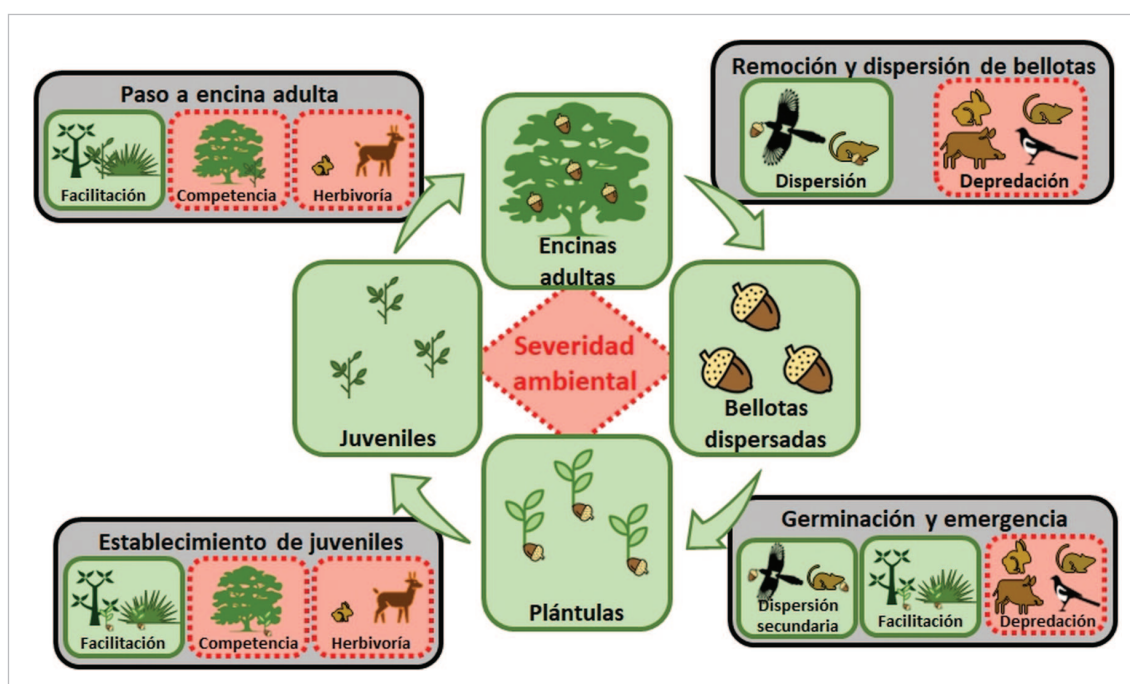 Paso a encina adulta
Facilitación
Competencia
Herbivoría
Remoción y dispersión de bellotas
Dispersión
Depredación
Encinas
adultas
Juveniles
Severidad
ambiental
Bellotas
dispersadas
Plántulas
Establecimiento de juveniles
Facilitación
Competencia
Herbivoría
Germinación y emergencia
Dispersión
secundaria
Facilitación
Depredación